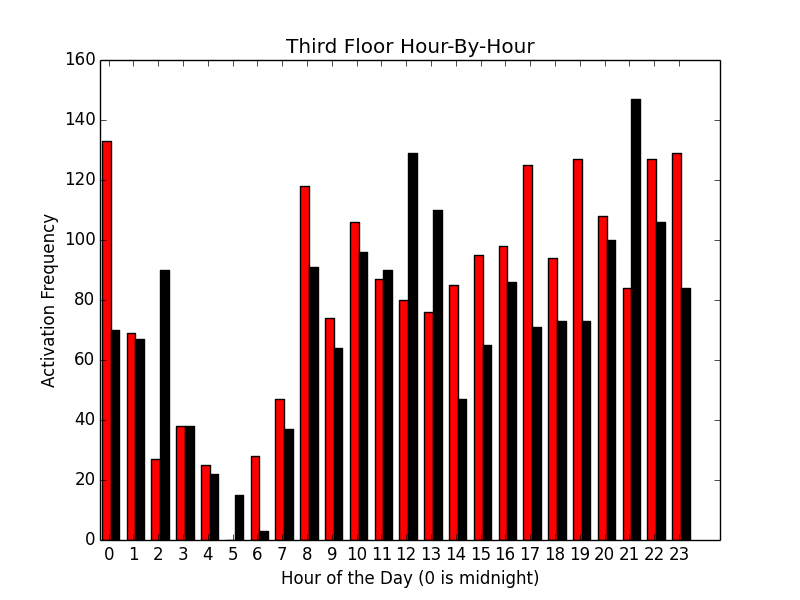 Third Floor Hour-By-Hour
160
140
120
100
80
60
40
20
0
Activation Frequency
0 1 2 3 4 5 6 7 8 9 10 11 12 13 14 15 16 17 18 19 20 21 22 23
Hour of the Day (0 is midnight)